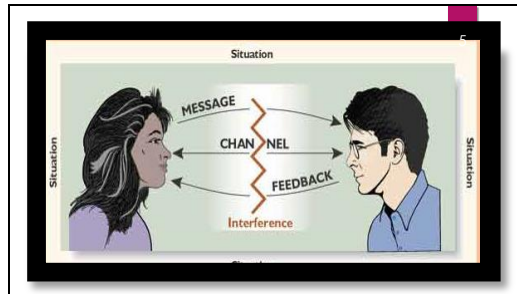 5
Situation
MESSAGE
CHANNEL
Situation
Situation
FEEDBACK
Interference